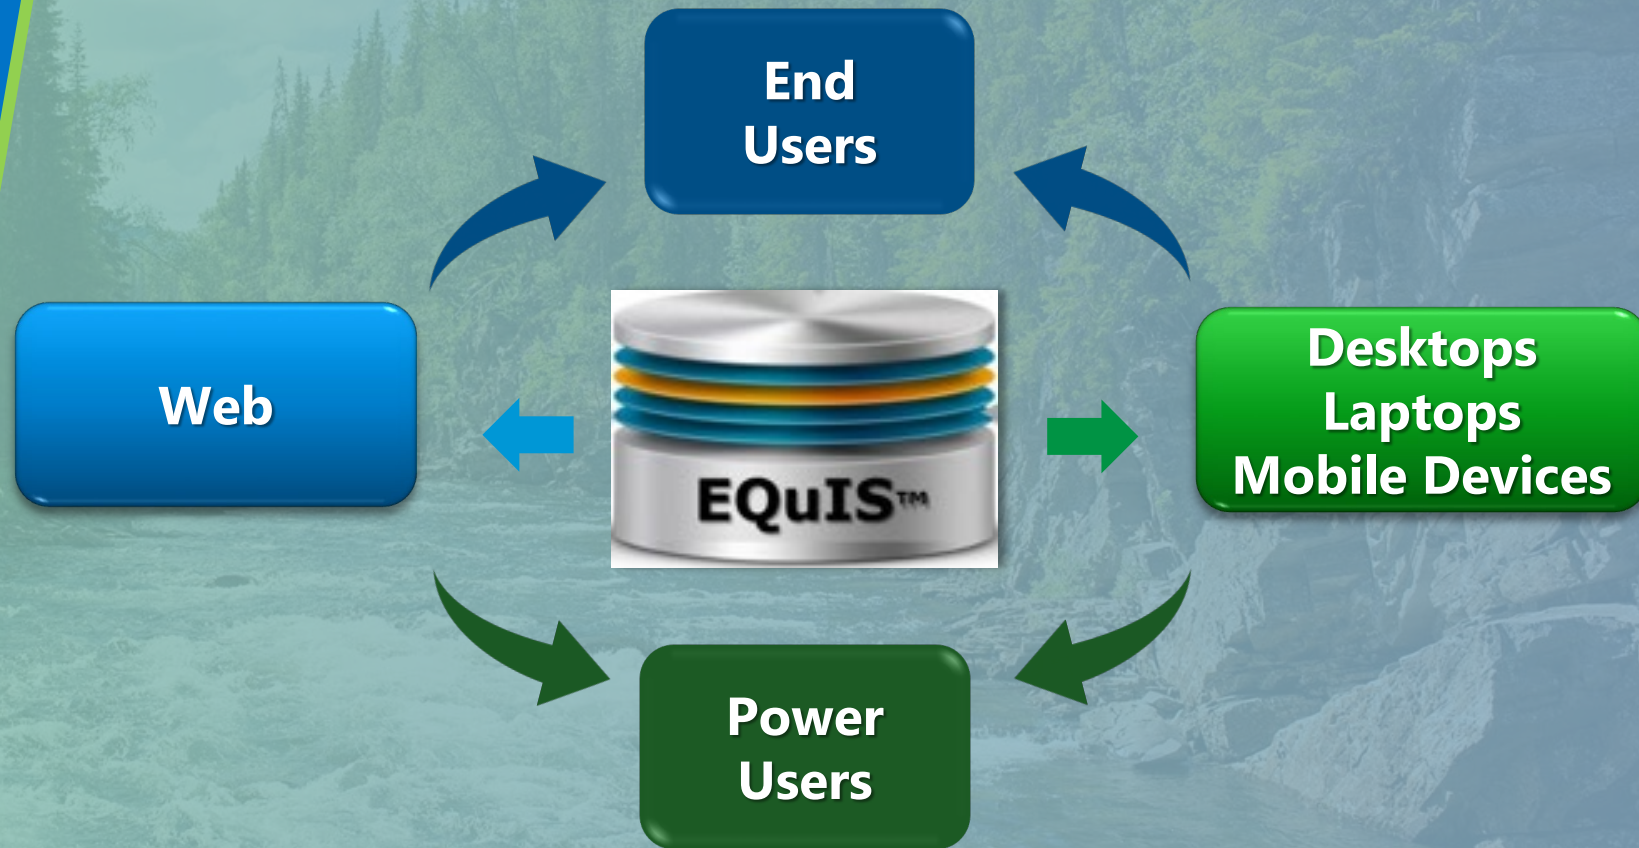 End
Users
Web
EQuIS™
Desktops
Laptops
Mobile Devices
Power
Users